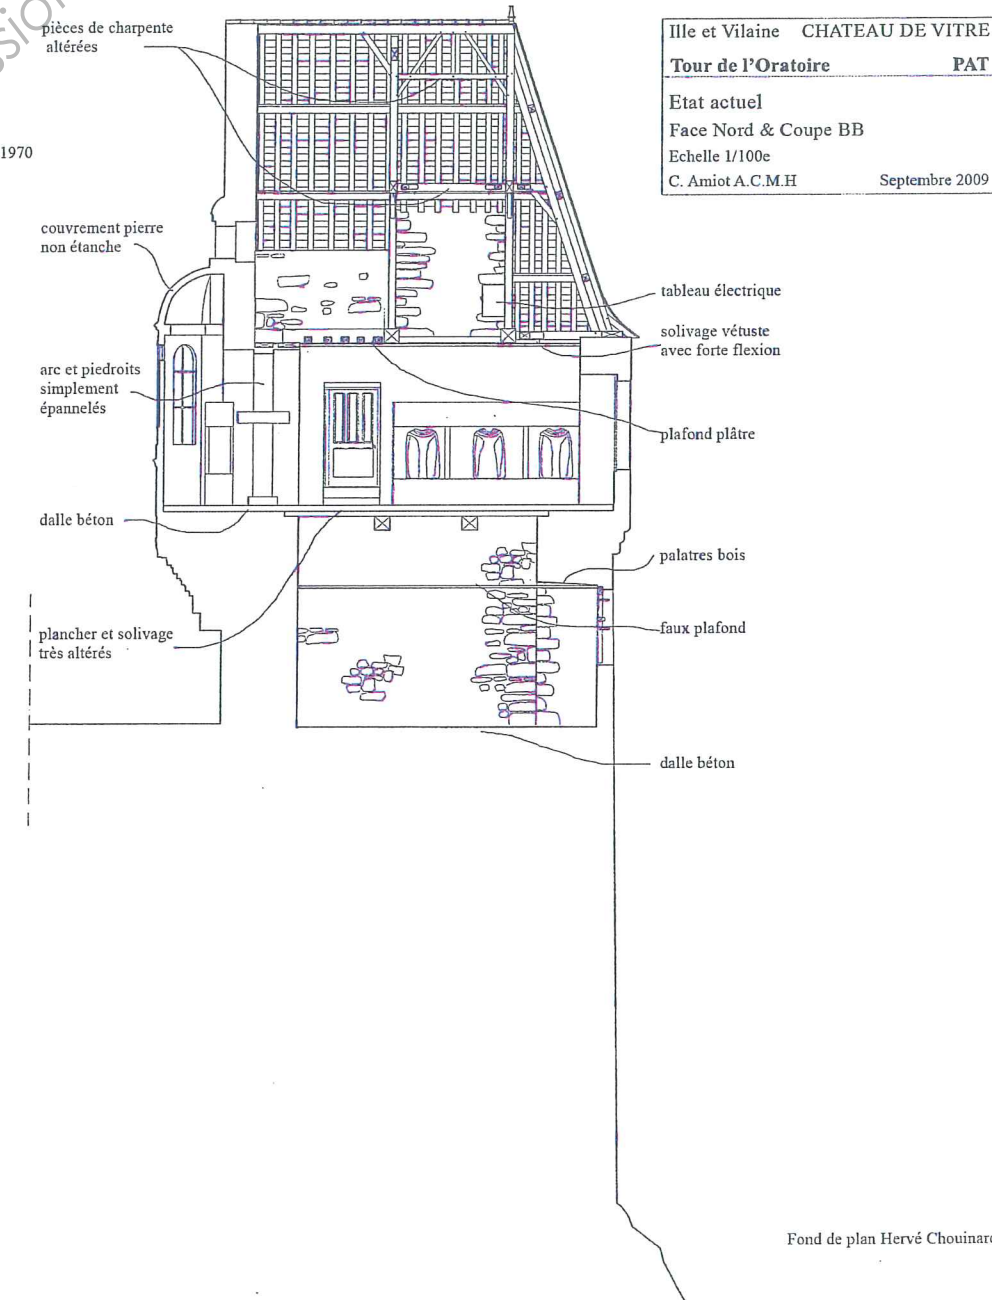 Ille et Vilaine CHATEAU DE VITRE
Tour de l'Oratoire PAT
Etat actuel
Face Nord & Coupe BB
Echelle 1/100e
C. Amiot A.C.M.H Septembre 2009
pièces de charpente
altérées
1970
couvrement pierre
non étanche
arc et piedroits
simplement
épannelés
dalle béton
plancher et solivage
très altérés
tableau électrique
solivage vétuste
avec forte flexion
plafond plâtre
palatres bois
faux plafond
dalle béton
Fond de plan Hervé Chouinard